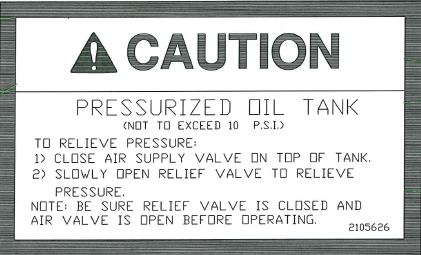 CAUTION
PRESSURIZED OIL TANK
(NOT TO EXCEED 10 P.S.I.)
TO RELIEVE PRESSURE:
1) CLOSE AIR SUPPLY VALVE ON TOP OF TANK.
2) SLOWLY OPEN RELIEF VALVE TO RELIEVE
PRESSURE.
NOTE: BE SURE RELIEF VALVE IS CLOSED AND
AIR VALVE IS OPEN BEFORE OPERATING.
2105626